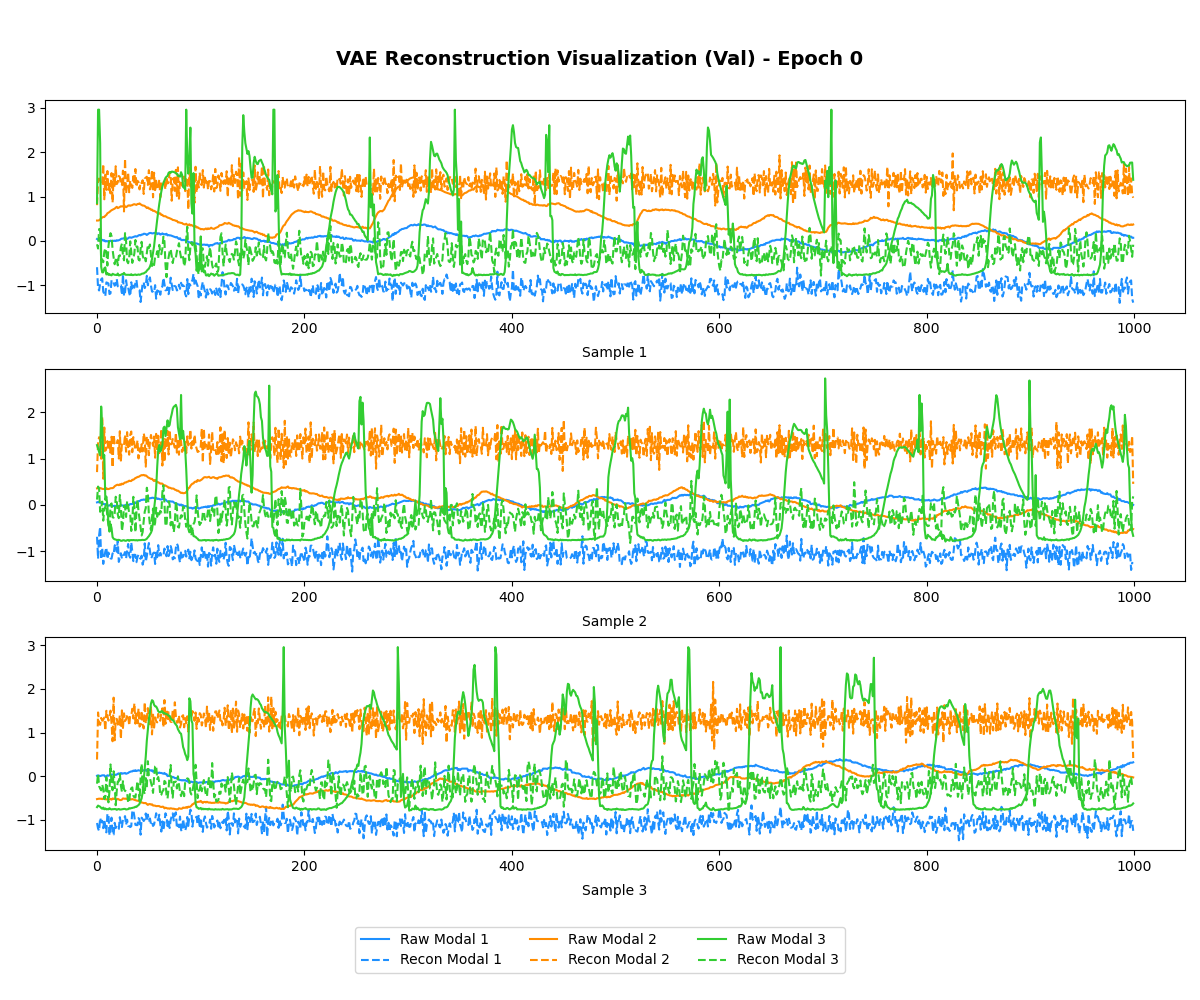 VAE Reconstruction Visualization (Val) - Epoch 0
3
2
1
0
−1
0 200 400 600 800 1000
Sample 1
2
1
0
−1
0 200 400 600 800 1000
Sample 2
3
2
1
0
−1
0 200 400 600 800 1000
Sample 3
Raw Modal 1 Raw Modal 2 Raw Modal 3
Recon Modal 1 Recon Modal 2 Recon Modal 3